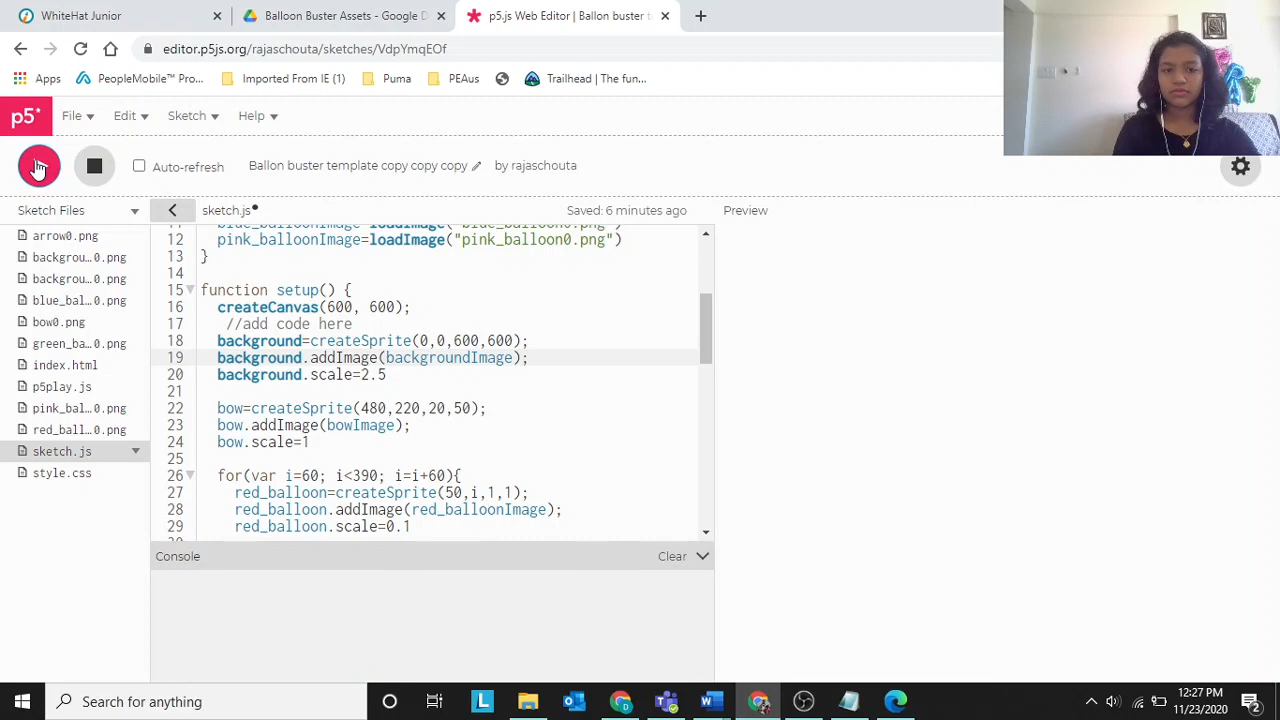 WhiteHat Junior
Balloon Buster Assets - Google D
p5.js Web Editor | Ballon buster te
editor.p5js.org/rajaschouta/sketches/VdpYmqEOf
Apps
PeopleMobile™ Pro...
Imported From IE (1)
Puma
PEAus
Trailhead | The fun...
p5*
File
Edit
Sketch
Help
Auto-refresh
Ballon buster template copy copy copy
by rajaschouta
Sketch Files
sketch.js
Saved: 6 minutes ago
Preview
arrow0.png
backgrou…0.png
backgrou…0.png
blue_bal…0.png
bow0.png
green_ba…0.png
index.html
p5play.js
pink_bal…0.png
red_ball…0.png
sketch.js
style.css
11 blue_balloonImage=loadImage("blue_balloon0.png")
12 pink_balloonImage=loadImage("pink_balloon0.png")
13 }
14
15 function setup() {
16 createCanvas(600, 600);
17 //add code here
18 background=createSprite(0,0,600,600);
19 background.addImage(backgroundImage);
20 background.scale=2.5
21
22 bow=createSprite(480,220,20,50);
23 bow.addImage(bowImage);
24 bow.scale=1
25
26 for(var i=60; i<390; i=i+60){
27 red_balloon=createSprite(50,i,1,1);
28 red_balloon.addImage(red_balloonImage);
29 red_balloon.scale=0.1
Console
Clear
Search for anything
12:27 PM
11/23/2020
2